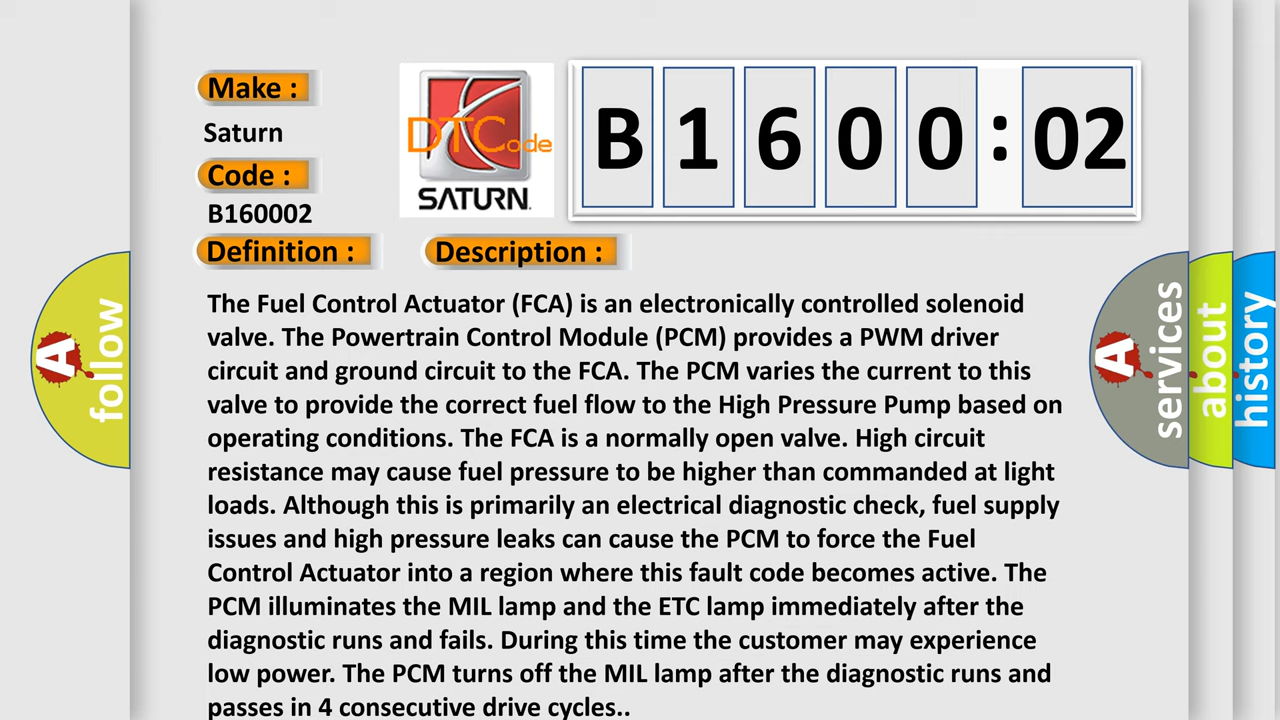 Make :
Saturn
Code :
B160002
DTCode
SATURN
B1600:02
Definition :
Description :
The Fuel Control Actuator (FCA) is an electronically controlled solenoid
valve. The Powertrain Control Module (PCM) provides a PWM driver
circuit and ground circuit to the FCA. The PCM varies the current to this
valve to provide the correct fuel flow to the High Pressure Pump based on
operating conditions. The FCA is a normally open valve. High circuit
resistance may cause fuel pressure to be higher than commanded at light
loads. Although this is primarily an electrical diagnostic check, fuel supply
issues and high pressure leaks can cause the PCM to force the Fuel
Control Actuator into a region where this fault code becomes active. The
PCM illuminates the MIL lamp and the ETC lamp immediately after the
diagnostic runs and fails. During this time the customer may experience
low power. The PCM turns off the MIL lamp after the diagnostic runs and
passes in 4 consecutive drive cycles..
A
follow
A
services
about
history